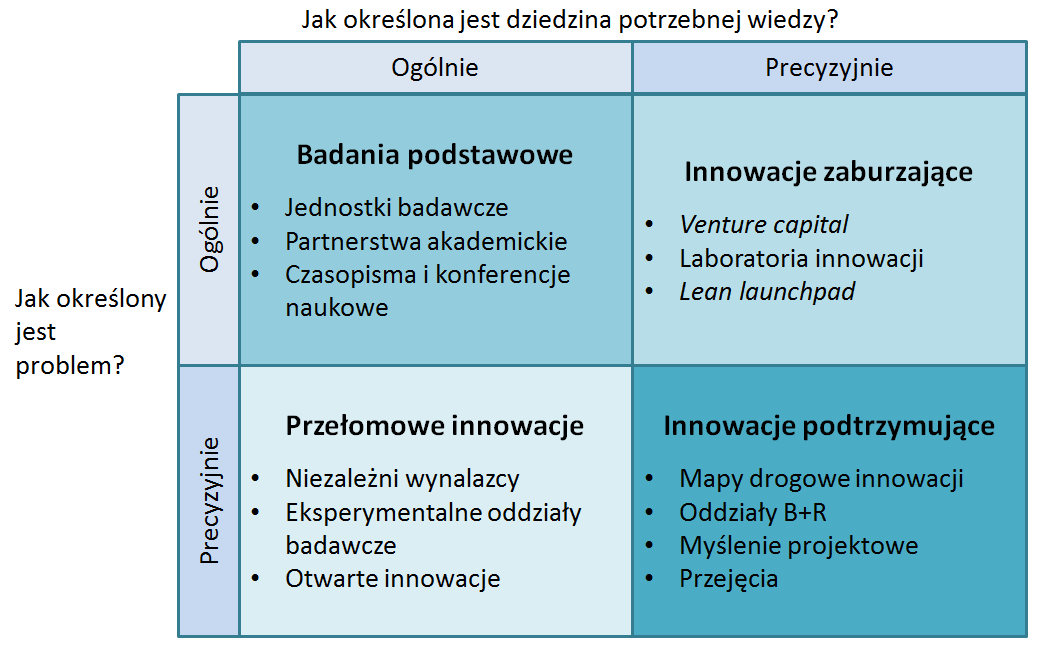 Jak określona jest dziedzina potrzebnej wiedzy?
Ogólnie
Precyzyjnie
Jak określony
jest
problem?
Ogólnie
Badania podstawowe
• Jednostki badawcze
• Partnerstwa akademickie
• Czasopisma i konferencje
naukowe
Innowacje zaburzające
• Venture capital
• Laboratoria innowacji
• Lean launchpad
Precyzyjnie
Przełomowe innowacje
• Niezależni wynalazcy
• Eksperymentalne oddziały
badawcze
• Otwarte innowacje
Innowacje podtrzymujące
• Mapy drogowe innowacji
• Oddziały B+R
• Myślenie projektowe
• Przejęcia